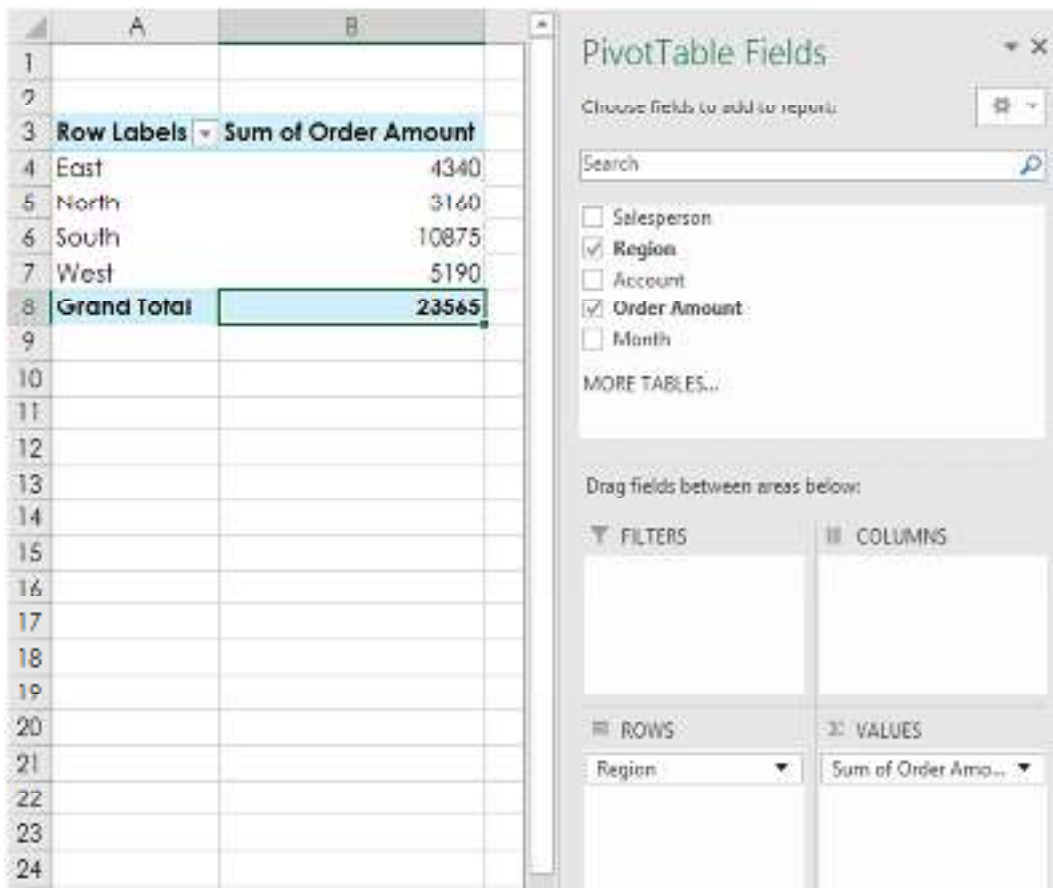 A B
1
2
3 Row Labels Sum of Order Amount
4 East 4340
5 North 3160
6 South 10875
7 West 5190
8 Grand Total 23565
9
10
11
12
13
14
15
16
17
18
19
20
21
22
23
24
PivotTable Fields
Choose fields to add to report:
Search
Salesperson
Region
Account
Order Amount
Month
MORE TABLES...
Drag fields between areas below:
FILTERS COLUMNS
ROWS VALUES
Region Sum of Order Amo...